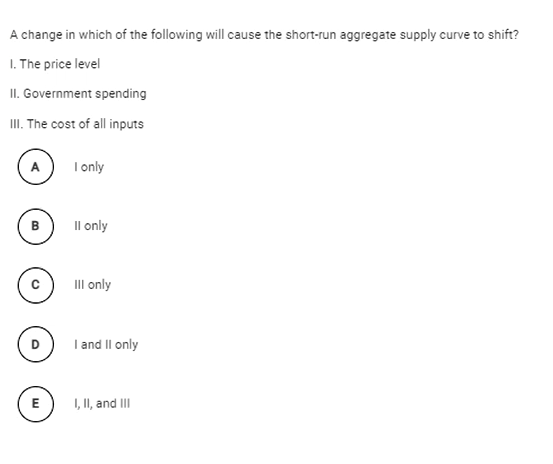 A change in which of the following will cause the short-run aggregate supply curve to shift?
I. The price level
II. Government spending
III. The cost of all inputs
A I only
B II only
C III only
D I and II only
E I, II, and III